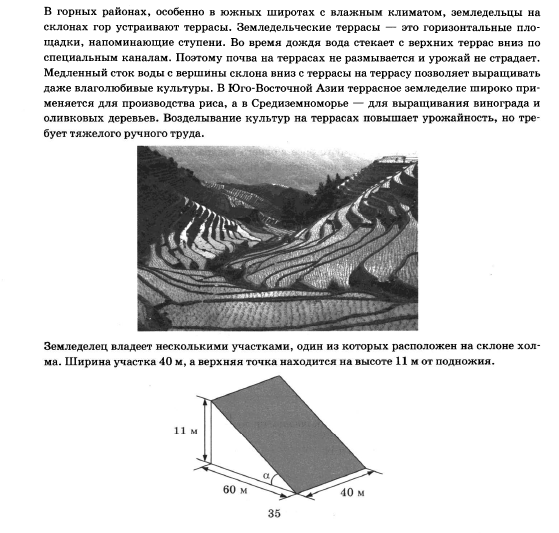 В горных районах, особенно в южных широтах с влажным климатом, земледельцы на
склонах гор устраивают террасы. Земледельческие террасы — это горизонтальные пло-
щадки, напоминающие ступени. Во время дождя вода стекает с верхних террас вниз по
специальным каналам. Поэтому почва на террасах не размывается и урожай не страдает.
Медленный сток воды с вершины склона вниз с террасы на террасу позволяет выращивать
даже влаголюбивые культуры. В Юго-Восточной Азии террасное земледелие широко при-
меняется для производства риса, а в Средиземноморье — для выращивания винограда и
оливковых деревьев. Возделывание культур на террасах повышает урожайность, но тре-
бует тяжелого ручного труда.
Земледелец владеет несколькими участками, один из которых расположен на склоне хол-
ма. Ширина участка 40 м, а верхняя точка находится на высоте 11 м от подножия.
11 м
α
60 м
40 м
35